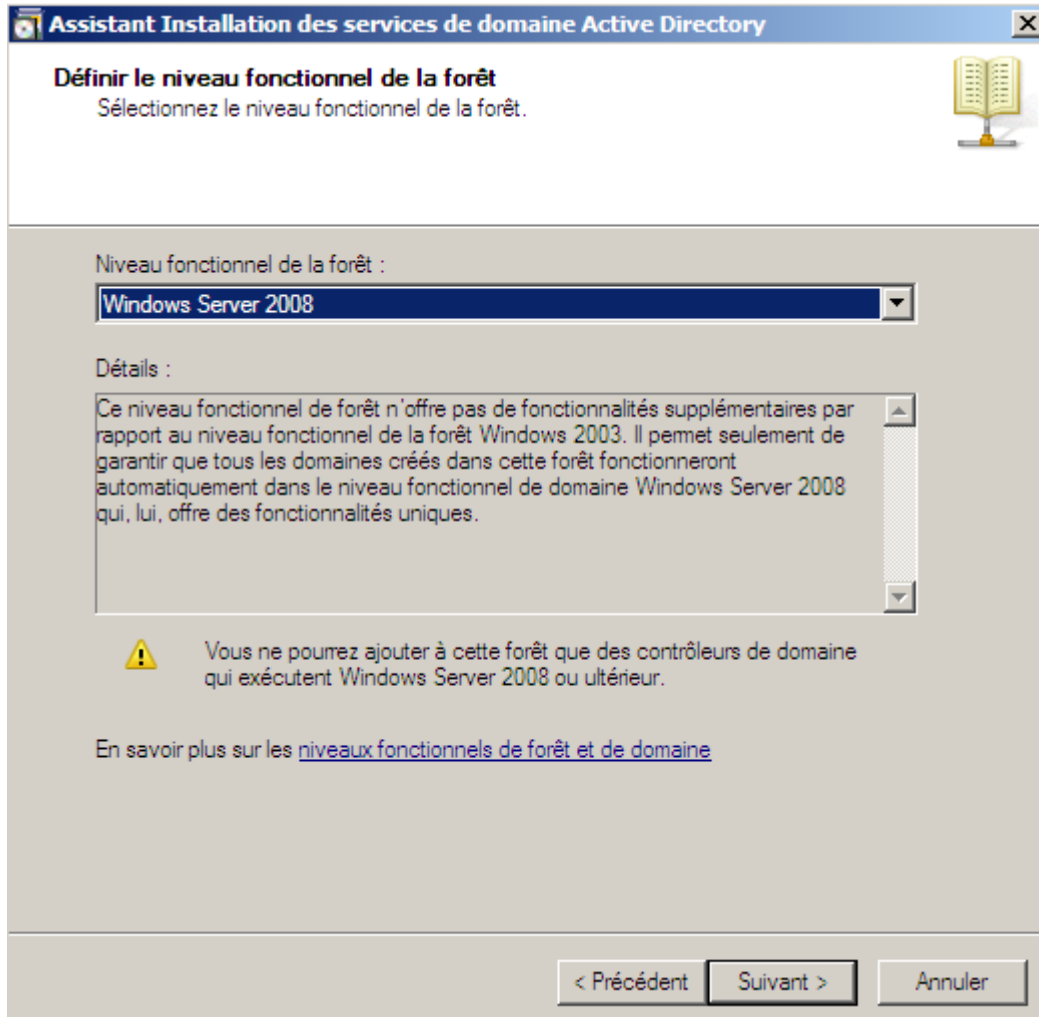 Assistant Installation des services de domaine Active Directory
Définir le niveau fonctionnel de la forêt
Sélectionnez le niveau fonctionnel de la forêt.
Niveau fonctionnel de la forêt :
Windows Server 2008
Détails :
Ce niveau fonctionnel de forêt n'offre pas de fonctionnalités supplémentaires par
rapport au niveau fonctionnel de la forêt Windows 2003. Il permet seulement de
garantir que tous les domaines créés dans cette forêt fonctionneront
automatiquement dans le niveau fonctionnel de domaine Windows Server 2008
qui, lui, offre des fonctionnalités uniques.
Vous ne pourrez ajouter à cette forêt que des contrôleurs de domaine
qui exécutent Windows Server 2008 ou ultérieur.
En savoir plus sur les niveaux fonctionnels de forêt et de domaine
< Précédent Suivant > Annuler